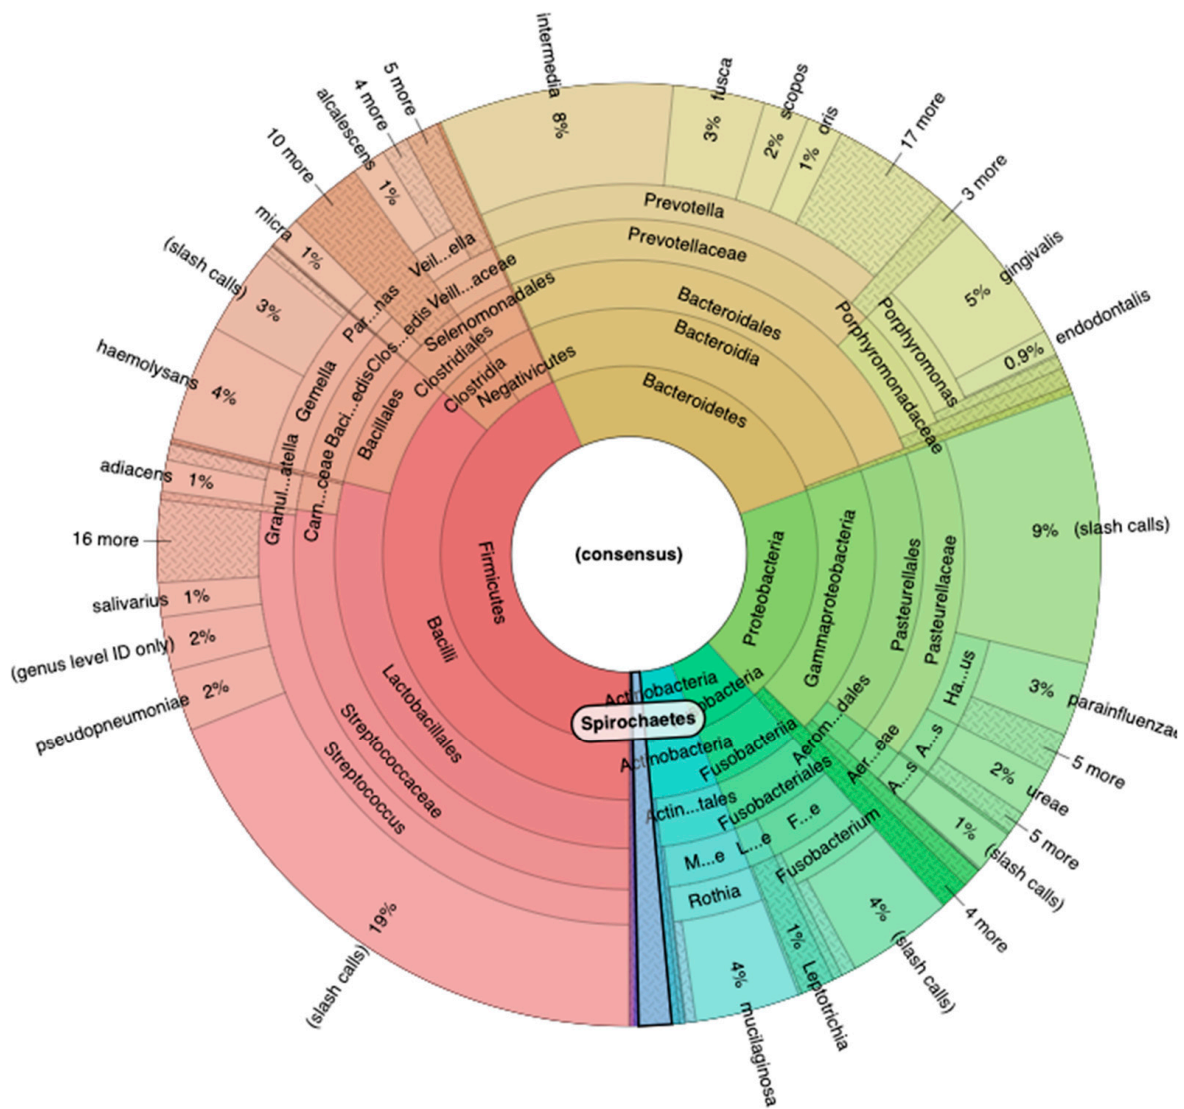 intermedia
8%
fusca
3%
scopos
2%
oris
1%
17 more
3 more
gingivalis
5%
endodontalis
0.9%
Prevotella
Prevotellaceae
Bacteroidales
Bacteroidia
Bacteroidetes
Porphyromonas
Porphyromonadaceae
9%
(slash calls)
parainfluenzae
3%
5 more
ureae
2%
5 more
(slash calls)
1%
4 more
Proteobacteria
Gammaproteobacteria
Pasteurellales
Pasteurellaceae
Ha...us
A...s
A...s
Aer...eae
Aerom...dales
(slash calls)
4%
Leptotrichia
1%
obacteria
Fusobacteriia
Fusobacteriales
F...e
L...e
Fusobacterium
mucilaginosa
4%
Actinobacteria
Actinobacteria
Actin...tales
M...e
Rothia
Spirochaetes
(consensus)
(slash calls)
19%
pseudopneumoniae
2%
(genus level ID only)
2%
salivarius
1%
16 more
adiacens
1%
haemolysans
4%
(slash calls)
3%
micra
1%
10 more
alcalescens
1%
4 more
5 more
Firmicutes
Bacilli
Lactobacillales
Streptococcaceae
Streptococcus
Bacillales
Baci...edis
Gemella
Granul...atella
Carn...ceae
Par...nas
Clos...edis
Clostridiales
Clostridia
Negativicutes
Selenomonadales
Veill...aceae
Veil...ella